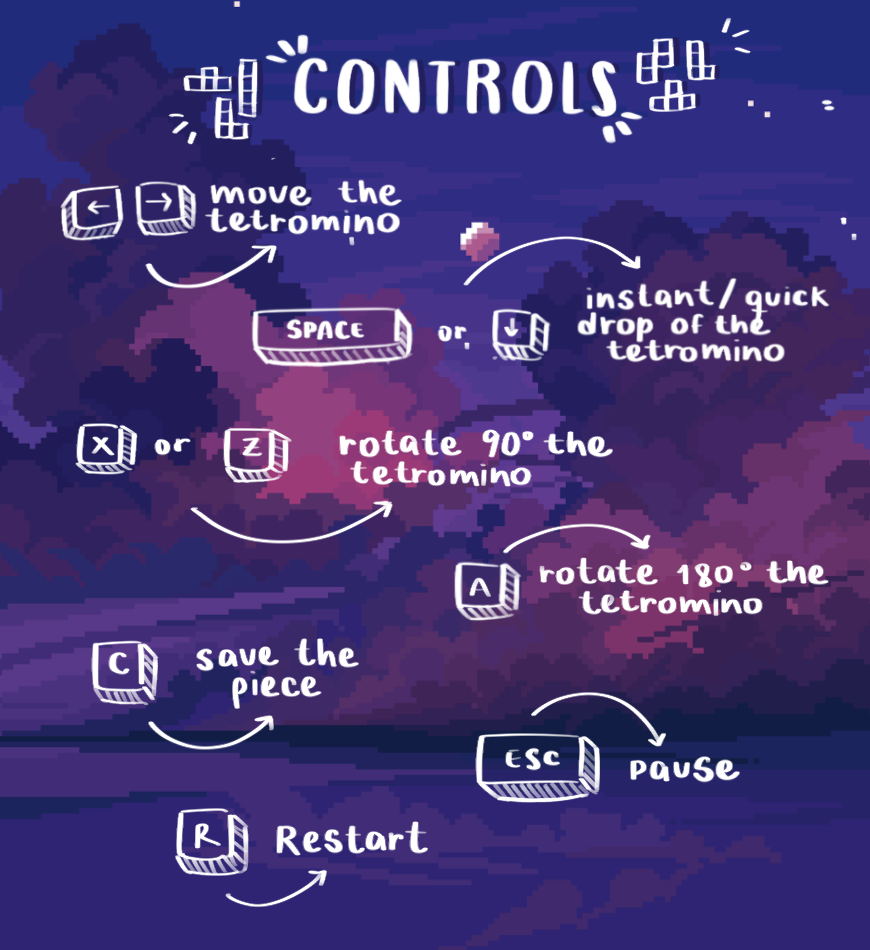 CONTROLS
← → move the
tetromino
SPACE or ↓ instant/quick
drop of the
tetromino
X or Z rotate 90° the
tetromino
A rotate 180° the
tetromino
C save the
piece
ESC pause
R Restart